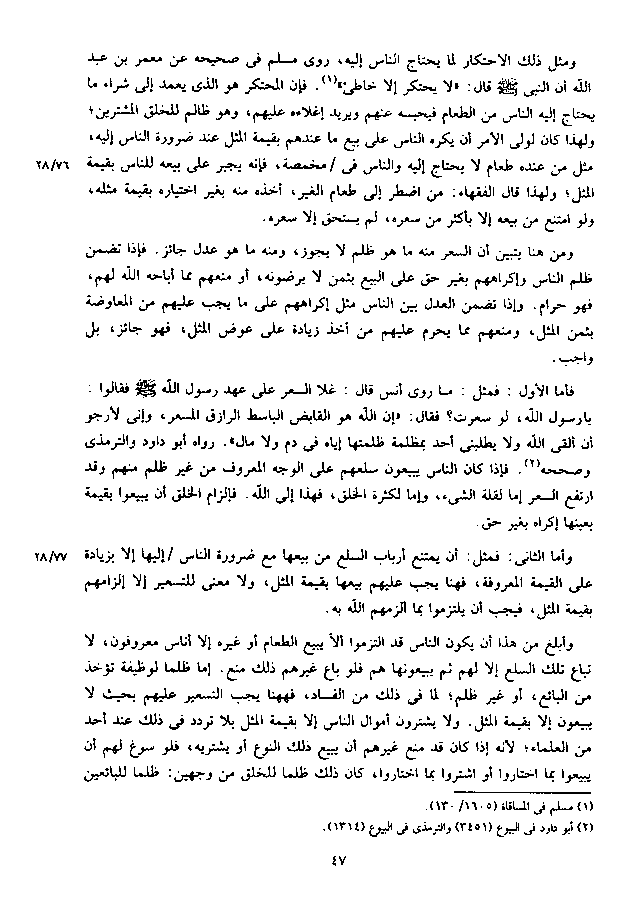 ومثل ذلك الاحتكار لما يحتاج الناس إليه، روى مسلم فى صحيحه عن معمر بن عبد
الله أن النبي ﷺ قال: «لا يحتكر إلا خاطئ»(١). فإن المحتكر هو الذى يعمد إلى شراء ما
يحتاج إليه الناس من الطعام فيحبسه عنهم ويريد إغلاءه عليهم، وهو ظالم للخلق المشترين؛
ولهذا كان لولى الأمر أن يكره الناس على بيع ما عندهم بقيمة المثل عند ضرورة الناس إليه،
مثل من عنده طعام لا يحتاج إليه والناس فى /مخمصة، فإنه يجبر على بيعه للناس بقيمة ٢٨/٧٦
المثل؛ ولهذا قال الفقهاء: من اضطر إلى طعام الغير، أخذه منه بغير اختياره بقيمة مثله،
ولو امتنع من بيعه إلا بأكثر من سعره، لم يستحق إلا سعره.
ومن هنا يتبين أن السعر منه ما هو ظلم لا يجوز، ومنه ما هو عدل جائز. فإذا تضمن
ظلم الناس وإكراههم بغير حق على البيع بثمن لا يرضونه، أو منعهم مما أباحه الله لهم،
فهو حرام. وإذا تضمن العدل بين الناس مثل إكراههم على ما يجب عليهم من المعاوضة
بثمن المثل، ومنعهم مما يحرم عليهم من أخذ زيادة على عوض المثل، فهو جائز، بل
واجب.
فأما الأول : فمثل : ما روى أنس قال : غلا السعر على عهد رسول الله ﷺ فقالوا :
يارسول الله، لو سعرت؟ فقال: «إن الله هو القابض الباسط الرازق المسعر، وإنى لأرجو
أن ألقى الله ولا يطلبنى أحد بمظلمة ظلمتها إياه فى دم ولا مال». رواه أبو داود والترمذى
وصححه(٢). فإذا كان الناس يبيعون سلعهم على الوجه المعروف من غير ظلم منهم وقد
ارتفع السعر إما لقلة الشىء، وإما لكثرة الخلق، فهذا إلى الله. فإلزام الخلق أن يبيعوا بقيمة
بعينها إكراه بغير حق.
وأما الثانى: فمثل: أن يمتنع أرباب السلع من بيعها مع ضرورة الناس /إليها إلا بزيادة ٢٨/٧٧
على القيمة المعروفة، فهنا يجب عليهم بيعها بقيمة المثل، ولا معنى للتسعير إلا إلزامهم
بقيمة المثل، فيجب أن يلتزموا بما ألزمهم الله به.
وأبلغ من هذا أن يكون الناس قد التزموا ألا يبيع الطعام أو غيره إلا أناس معروفون، لا
تباع تلك السلع إلا لهم ثم يبيعونها هم فلو باع غيرهم ذلك منع. إما ظلما لوظيفة تؤخذ
من البائع، أو غير ظلم؛ لما فى ذلك من الفساد، فههنا يجب التسعير عليهم بحيث لا
يبيعون إلا بقيمة المثل. ولا يشترون أموال الناس إلا بقيمة المثل بلا تردد فى ذلك عند أحد
من العلماء؛ لأنه إذا كان قد منع غيرهم أن يبيع ذلك النوع أو يشتريه، فلو سوغ لهم أن
يبيعوا بما اختاروا أو اشتروا بما اختاروا، كان ذلك ظلما للخلق من وجهين: ظلما للبائعين
(١) مسلم فى المساقاة (١٦٠٥/ ١٣٠).
(٢) أبو داود فى البيوع (٣٤٥١) والترمذى فى البيوع (١٣١٤).
٤٧